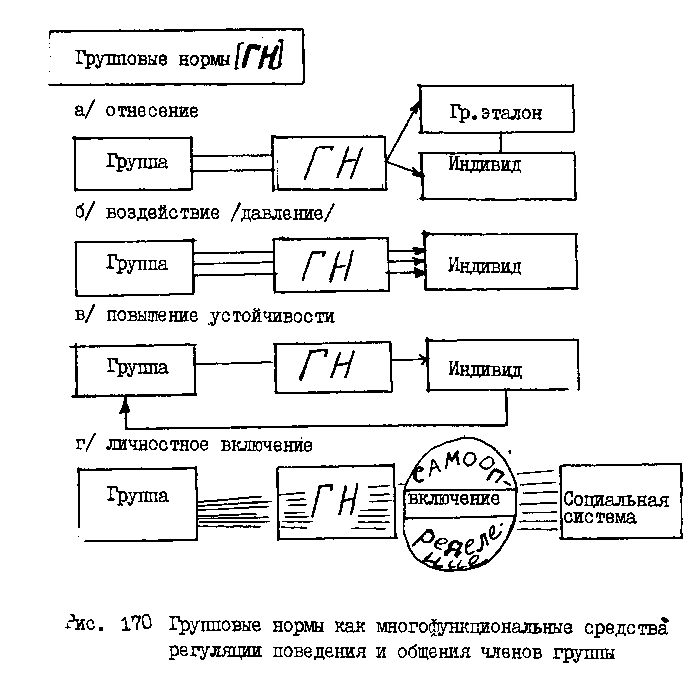 Групповые нормы [ГН]
а/ отнесение
Гр.эталон
Группа
ГН
Индивид
б/ воздействие /давление/
Группа
ГН
Индивид
в/ повышение устойчивости
Группа
ГН
Индивид
г/ личностное включение
Группа
ГН
САМООП-
включение
РЕДЕЛЕ-
НИЕ
Социальная
система
Рис. 170 Групповые нормы как многофункциональные средства
регуляции поведения и общения членов группы